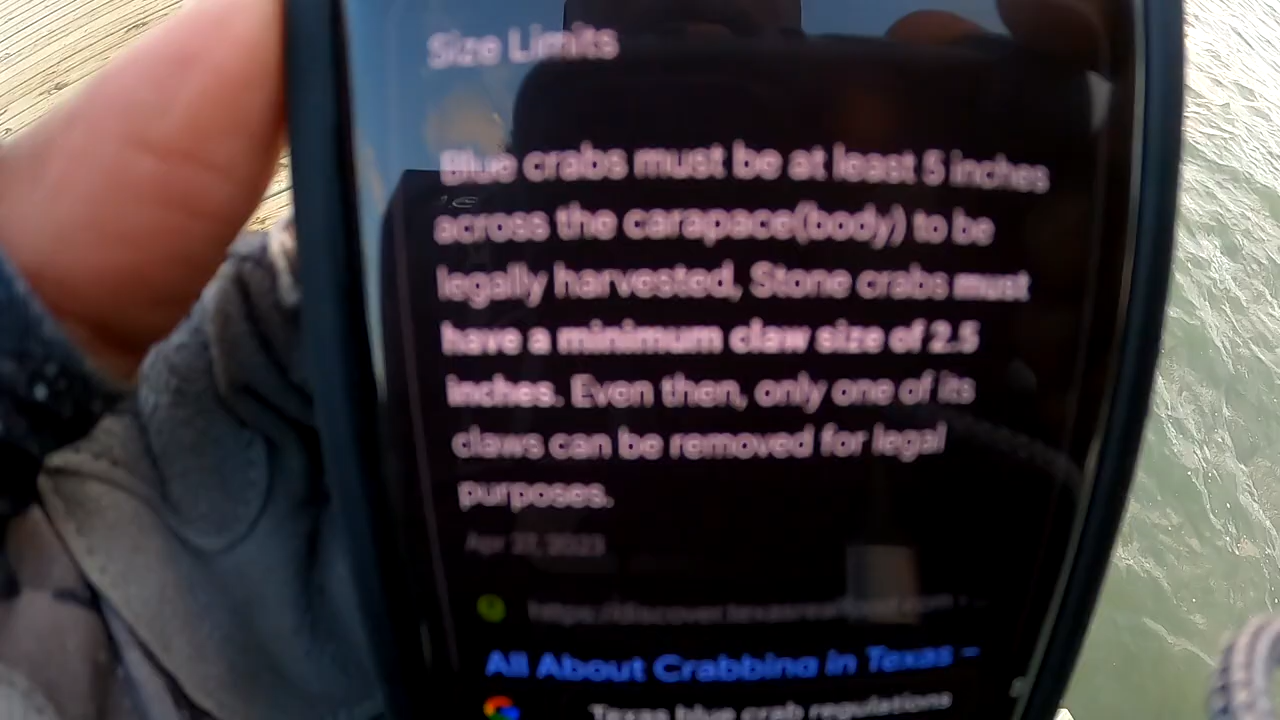 Size Limits
Blue crabs must be at least 5 inches
across the carapace(body) to be
legally harvested, Stone crabs must
have a minimum claw size of 2.5
inches. Even then, only one of its
claws can be removed for legal
purposes.
Apr 2023
All About Crabbing in Texas -
Texas blue crab regulations